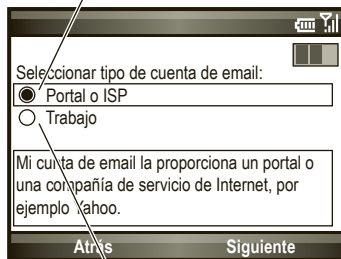 Seleccionar tipo de cuenta de email:
Portal o ISP
Trabajo
Mi cuenta de email la proporciona un portal o
una compañía de servicio de Internet, por
ejemplo Yahoo.
Atrás Siguiente